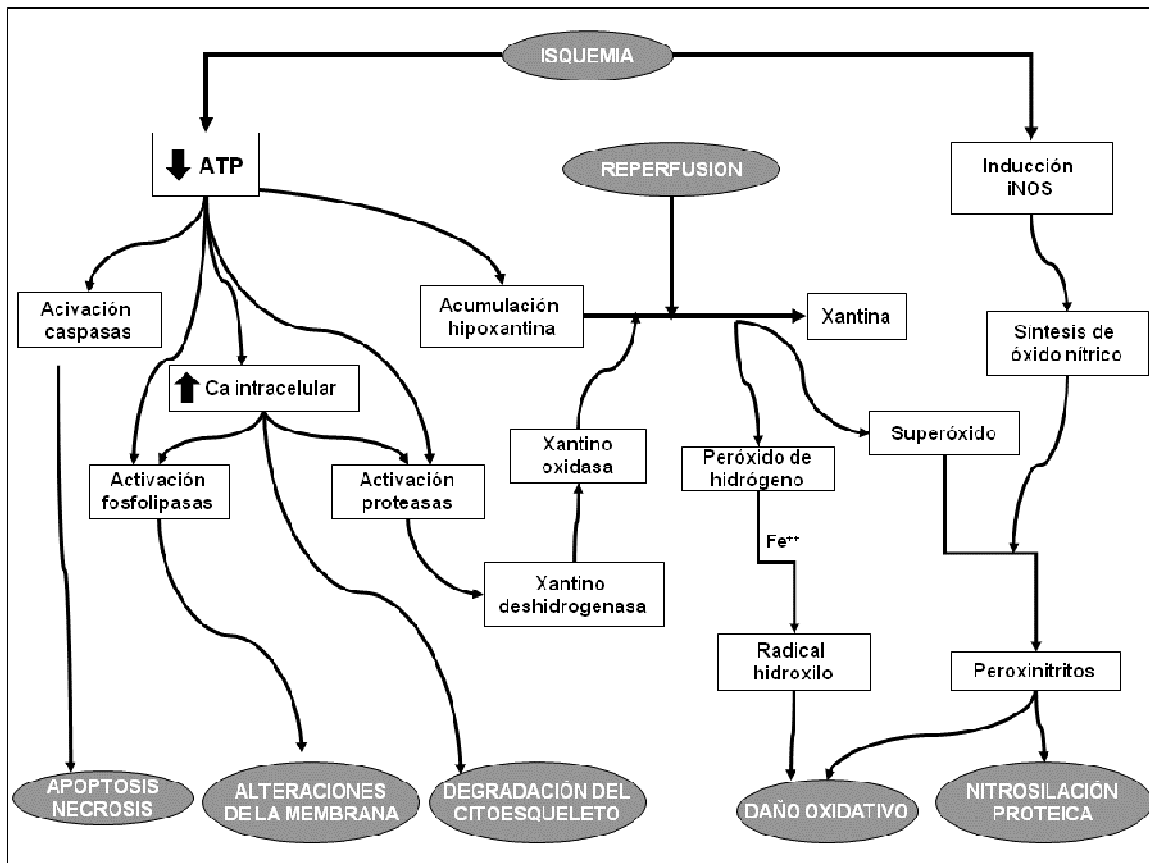 ISQUEMIA
ATP
REPERFUSION
Inducción
iNOS
Acivación
caspasas
Acumulación
hipoxantina
Xantina
Síntesis de
óxido nítrico
Ca intracelular
Superóxido
Xantino
oxidasa
Peróxido de
hidrógeno
Activación
fosfolipasas
Activación
proteasas
Fe⁺⁺
Xantino
deshidrogenasa
Radical
hidroxilo
Peroxinitritos
APOPTOSIS
NECROSIS
ALTERACIONES
DE LA MEMBRANA
DEGRADACIÓN DEL
CITOESQUELETO
DAÑO OXIDATIVO
NITROSILACIÓN
PROTEICA